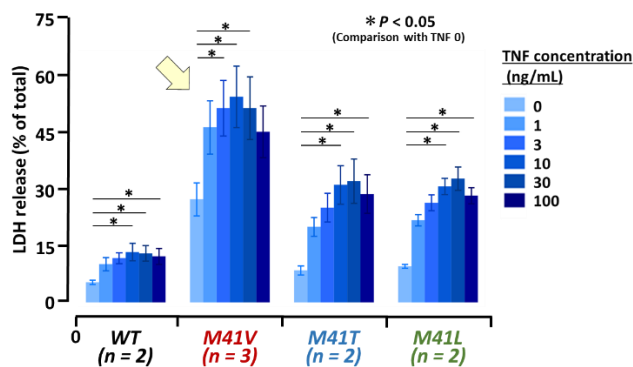 * P < 0.05
(Comparison with TNF 0)
TNF concentration
(ng/mL)
0
1
3
10
30
100
LDH release (% of total)
75
60
45
30
15
0
* * *
* * *
* * *
* * *
0
WT
(n = 2)
M41V
(n = 3)
M41T
(n = 2)
M41L
(n = 2)